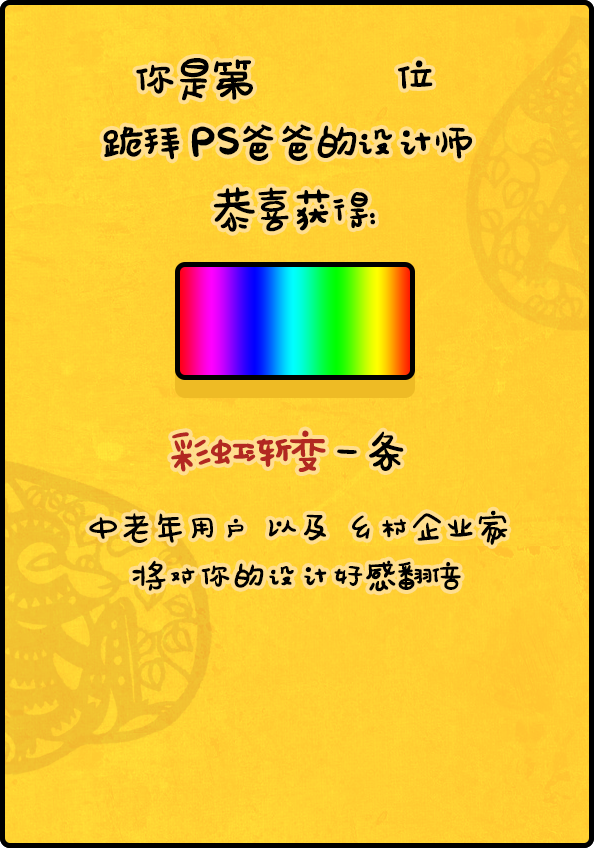 你是第 位
跪拜PS爸爸的设计师
恭喜获得:
彩虹渐变一条
中老年用户 以及 乡村企业家
将对你的设计好感翻倍